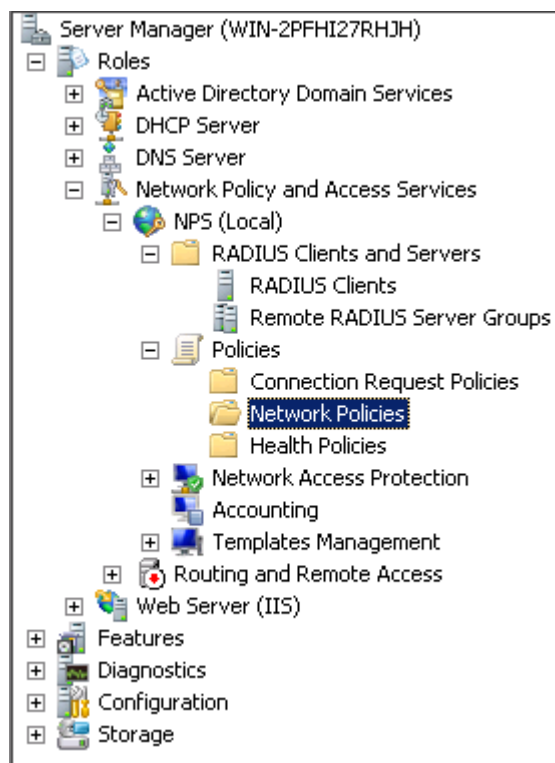 Server Manager (WIN-2PFHI27RHJH)
Roles
Active Directory Domain Services
DHCP Server
DNS Server
Network Policy and Access Services
NPS (Local)
RADIUS Clients and Servers
RADIUS Clients
Remote RADIUS Server Groups
Policies
Connection Request Policies
Network Policies
Health Policies
Network Access Protection
Accounting
Templates Management
Routing and Remote Access
Web Server (IIS)
Features
Diagnostics
Configuration
Storage